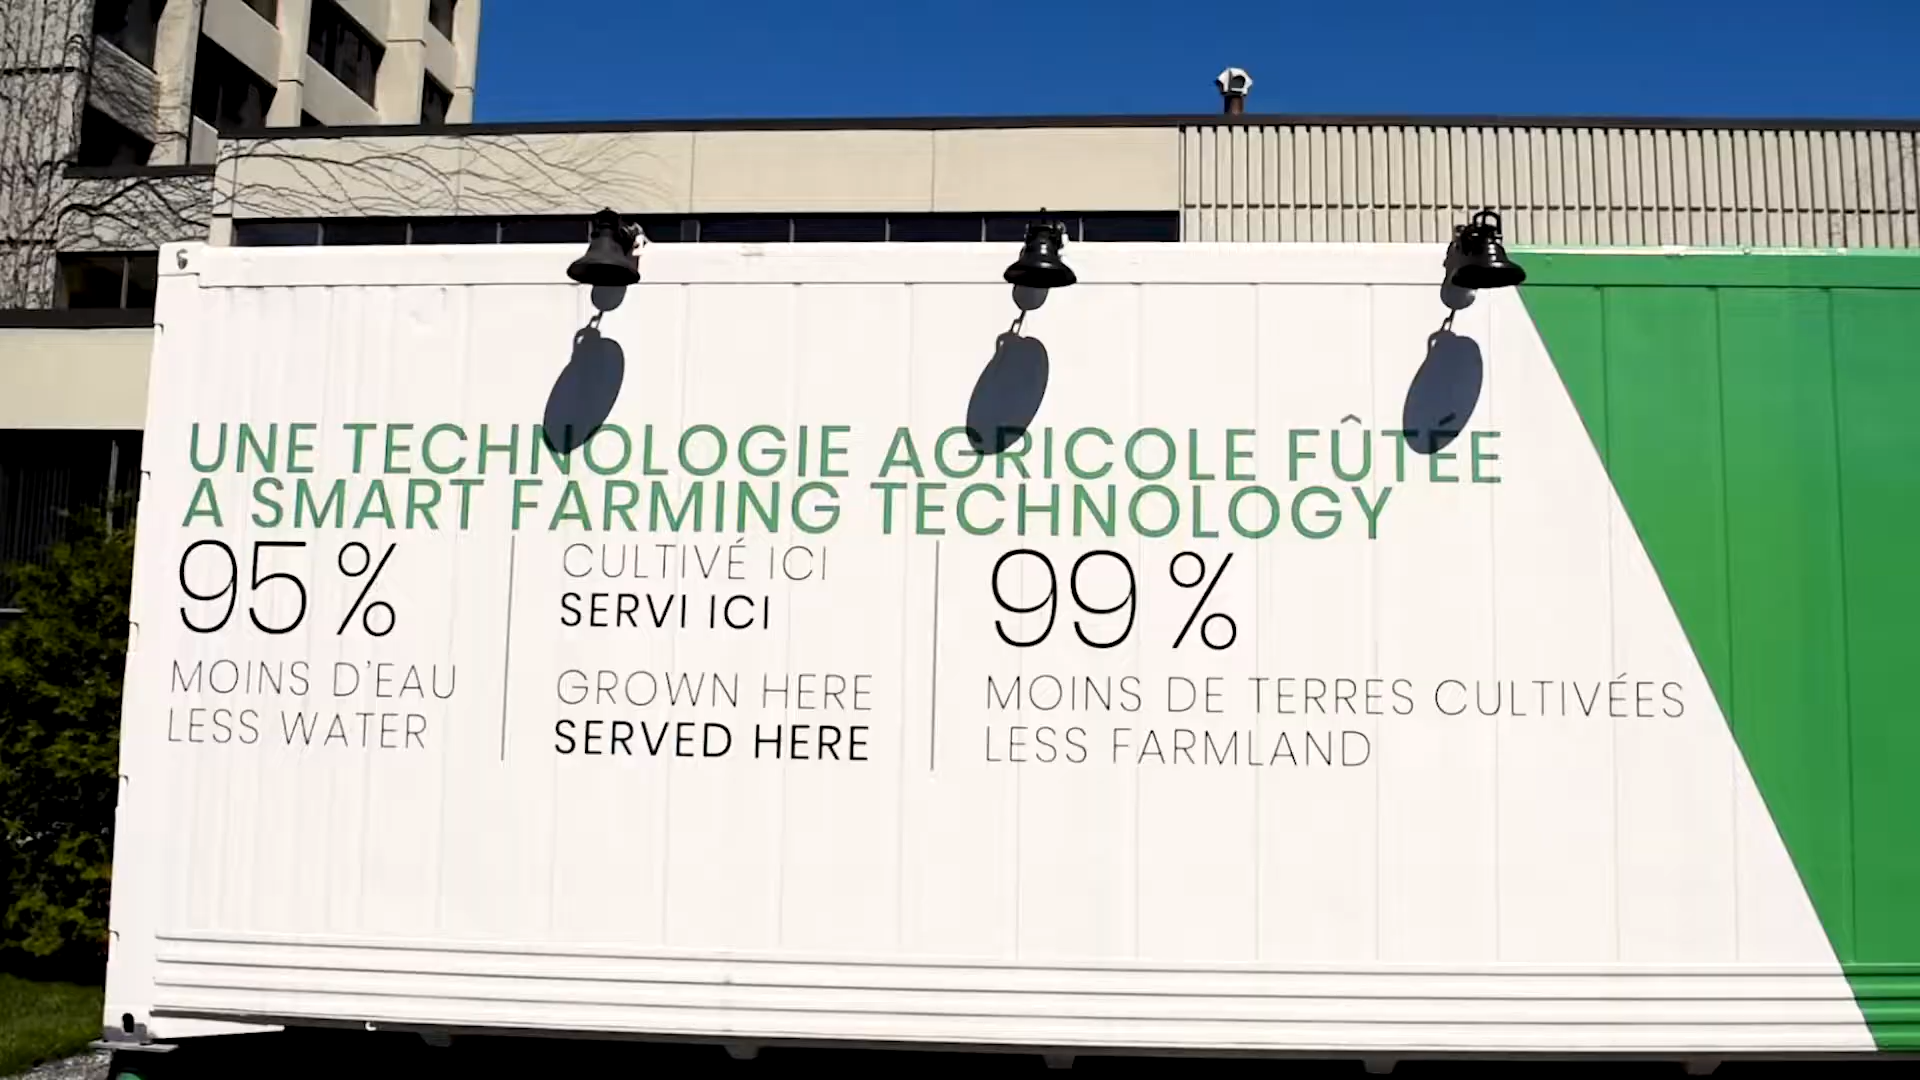 UNE TECHNOLOGIE AGRICOLE FÛTÉE
A SMART FARMING TECHNOLOGY
95 %
MOINS D'EAU
LESS WATER
CULTIVÉ ICI
SERVI ICI
GROWN HERE
SERVED HERE
99 %
MOINS DE TERRES CULTIVÉES
LESS FARMLAND